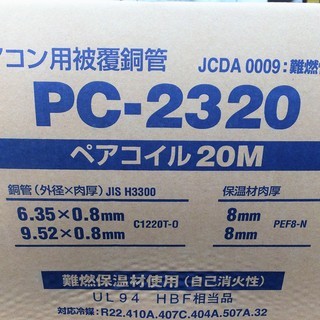 アコン用被覆銅管
JCDA 0009:難燃
PC-2320
ペアコイル20M
銅管(外径×肉厚)JIS H3300
保温材肉厚
6.35×0.8mm
9.52×0.8mm
C1220T-O
8mm
8mm
PEF8-N
難燃保温材使用(自己消火性)
UL94 HBF相当品
対応冷媒:R22.410A.407C.404A.507A.32